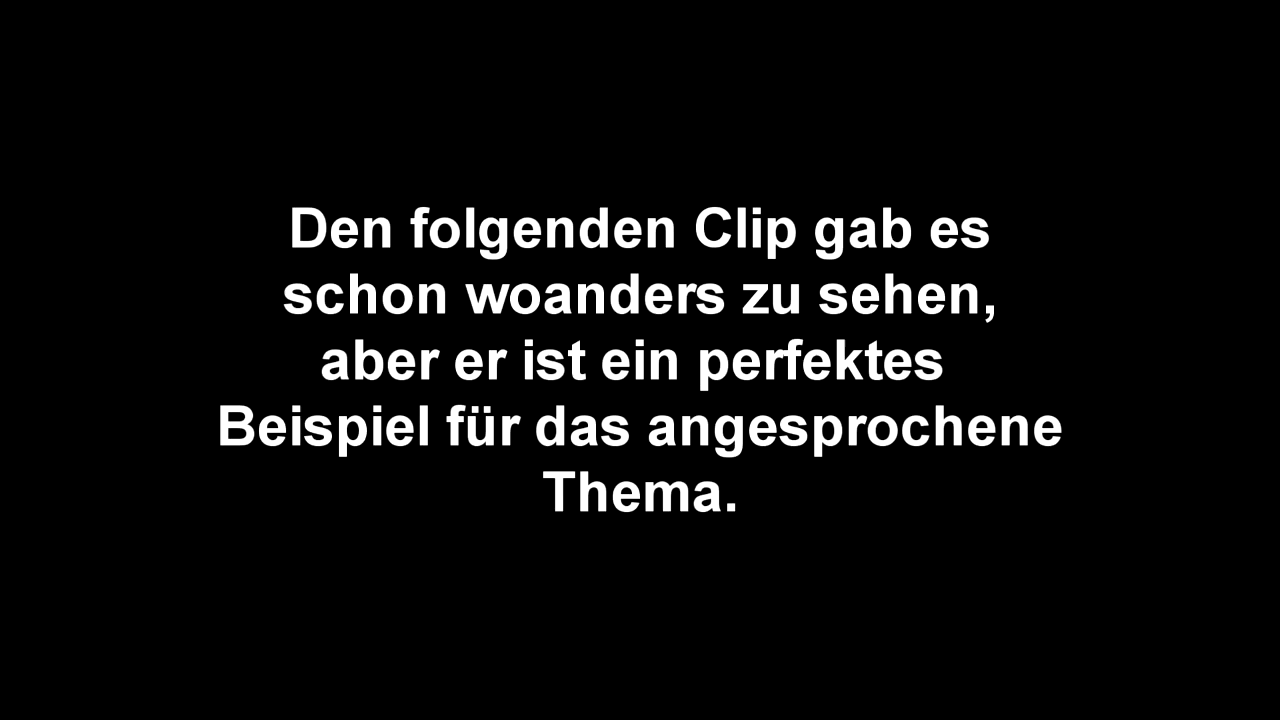 Den folgenden Clip gab es
schon woanders zu sehen,
aber er ist ein perfektes
Beispiel für das angesprochene
Thema.